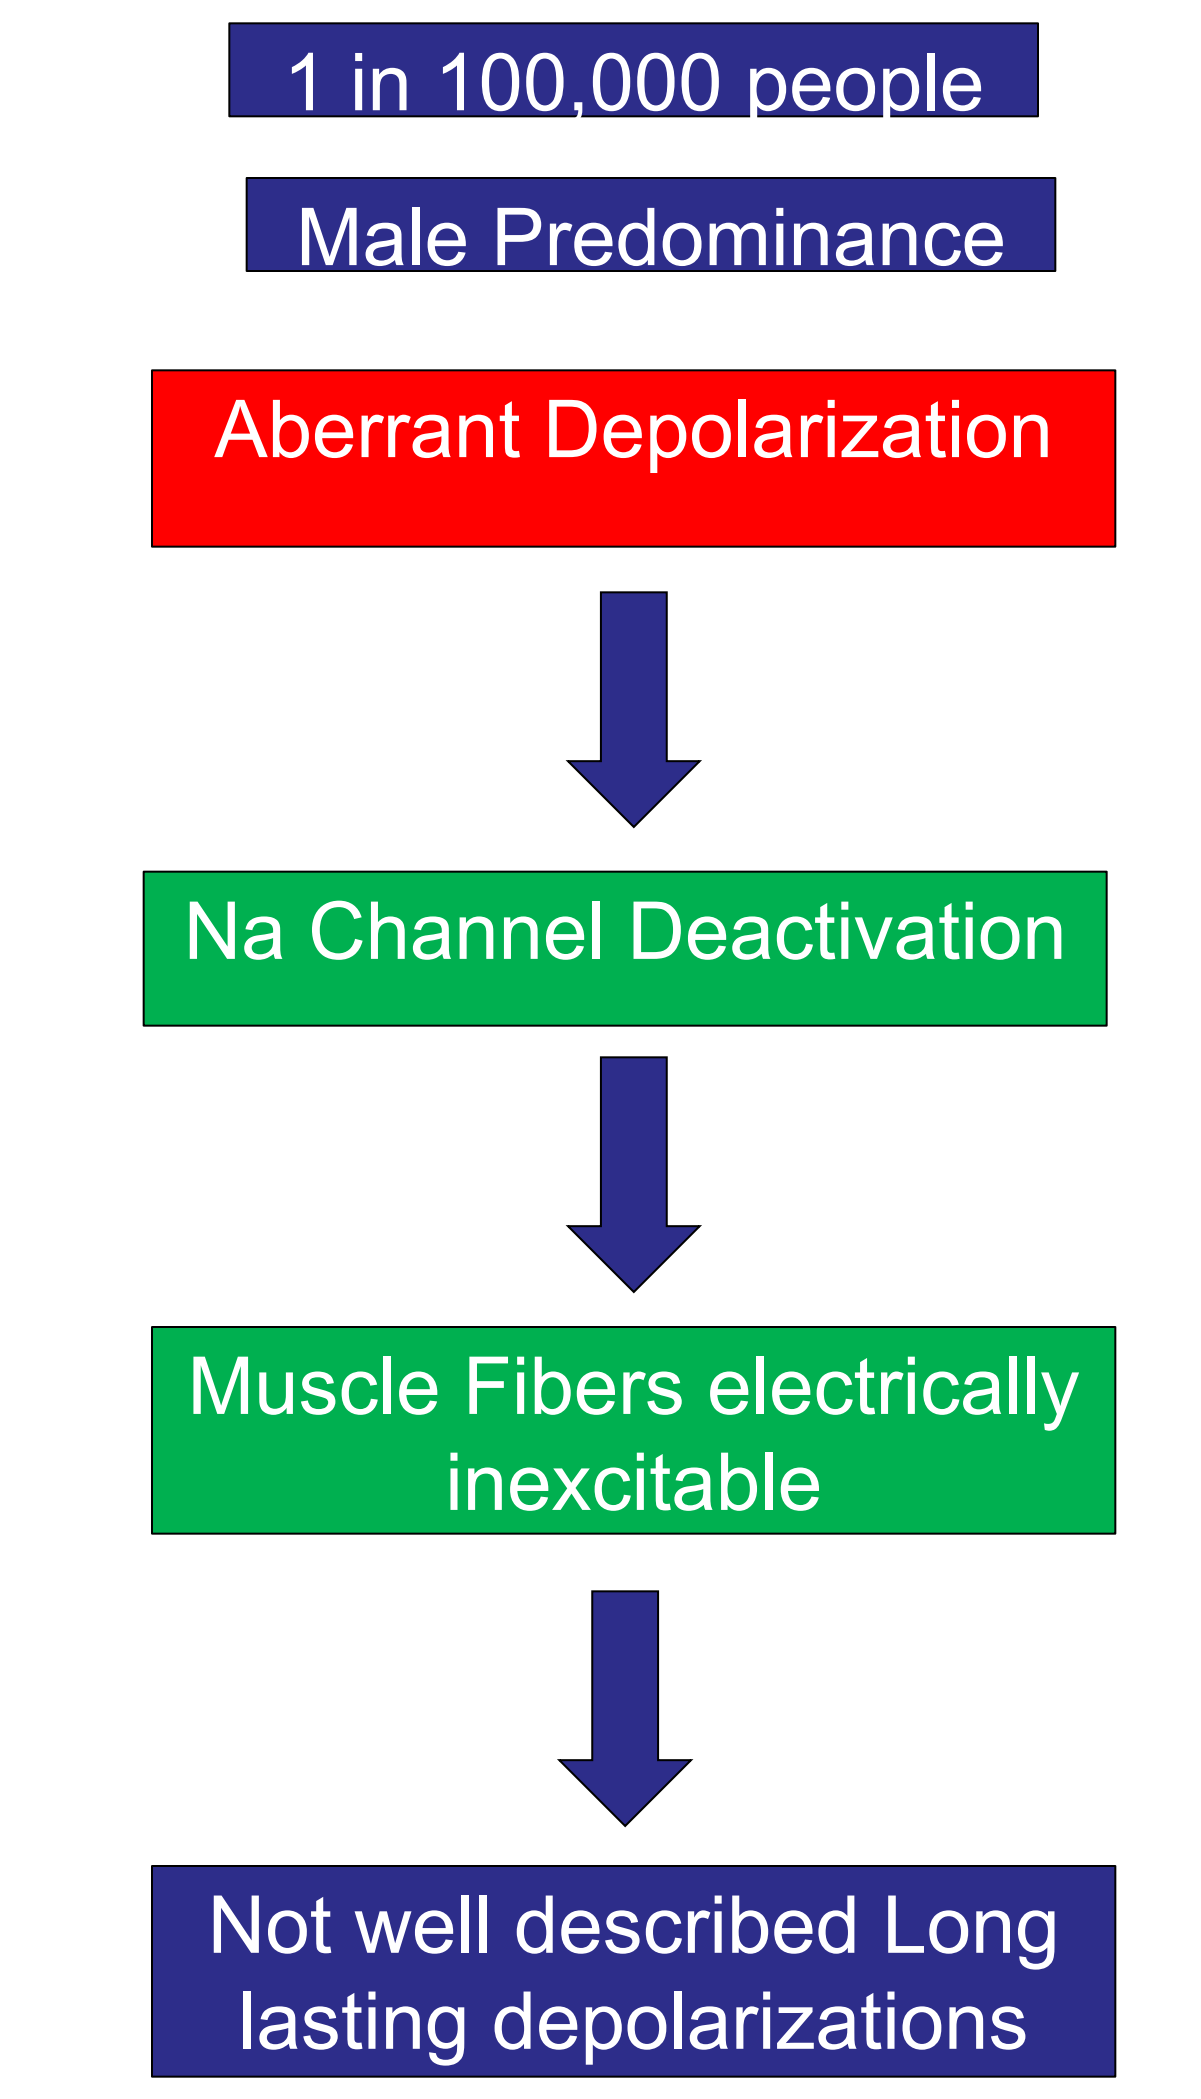 1 in 100,000 people
Male Predominance
Aberrant Depolarization
Na Channel Deactivation
Muscle Fibers electrically
inexcitable
Not well described Long
lasting depolarizations